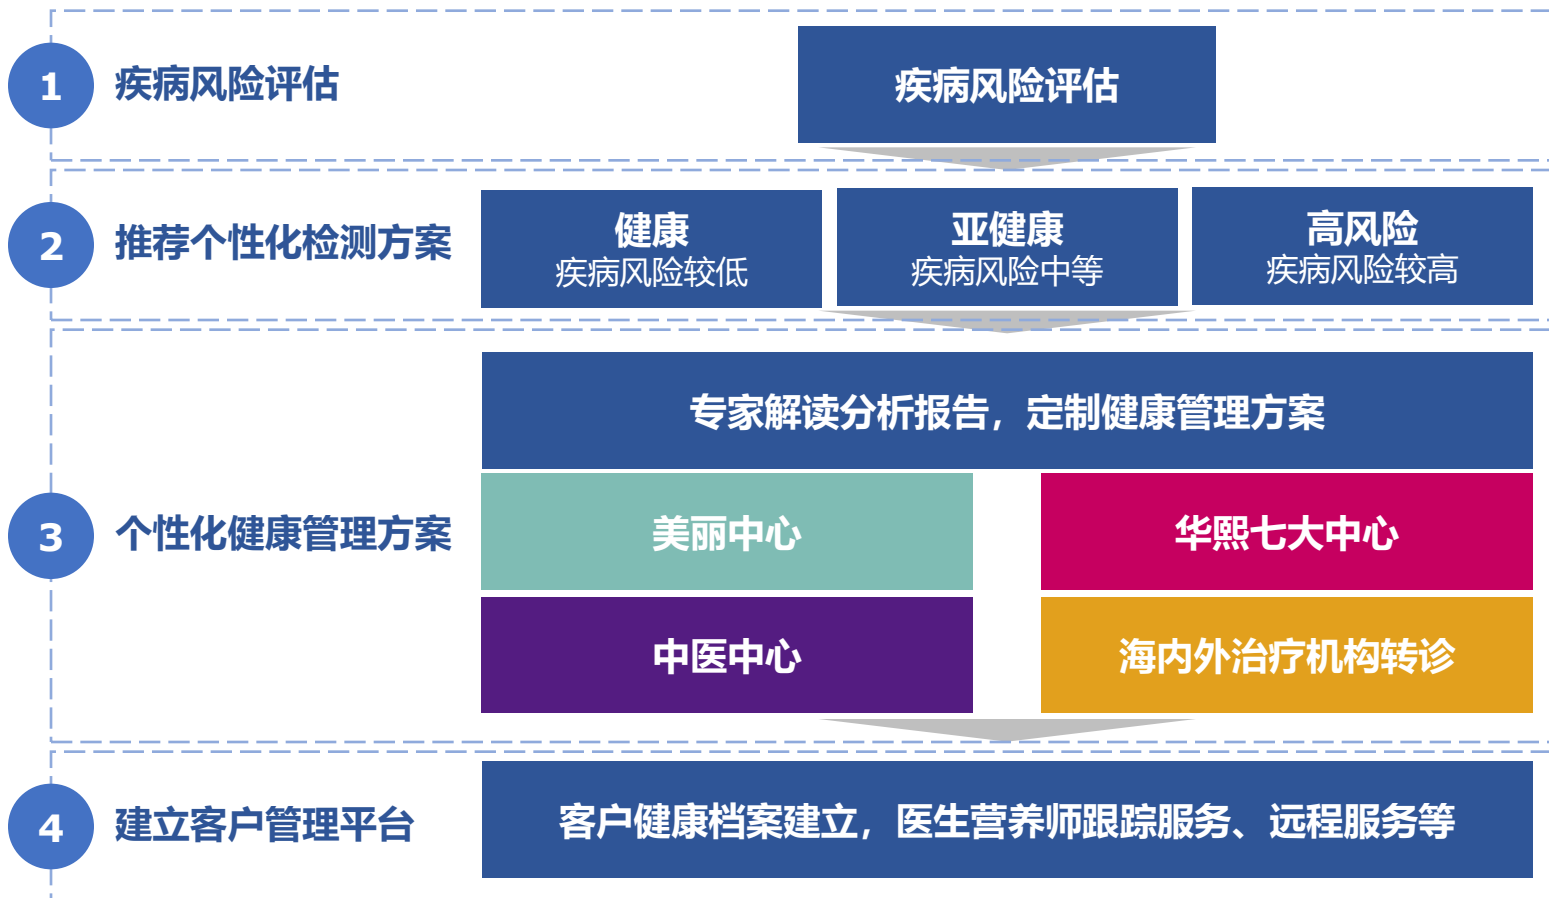 1
疾病风险评估
疾病风险评估
2
推荐个性化检测方案
健康
疾病风险较低
亚健康
疾病风险中等
高风险
疾病风险较高
3
个性化健康管理方案
专家解读分析报告，定制健康管理方案
美丽中心
华熙七大中心
中医中心
海内外治疗机构转诊
4
建立客户管理平台
客户健康档案建立，医生营养师跟踪服务、远程服务等